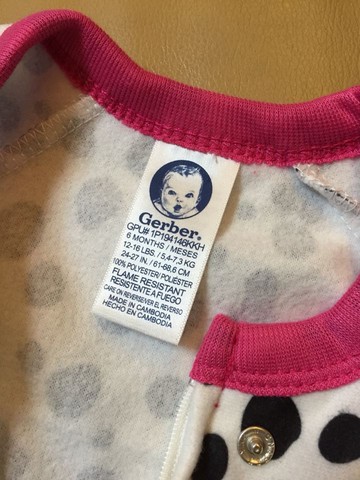 Gerber®
GPU# 1P194146KKH
6 MONTHS / MESES
12-16 LBS. / 5,4-7,3 KG
24-27 IN. / 61-68,6 CM
100% POLYESTER/ POLIÉSTER
FLAME RESISTANT
RESISTENTE A FUEGO
CARE ON REVERSE/VER EL REVERSO
MADE IN CAMBODIA
HECHO EN CAMBODIA